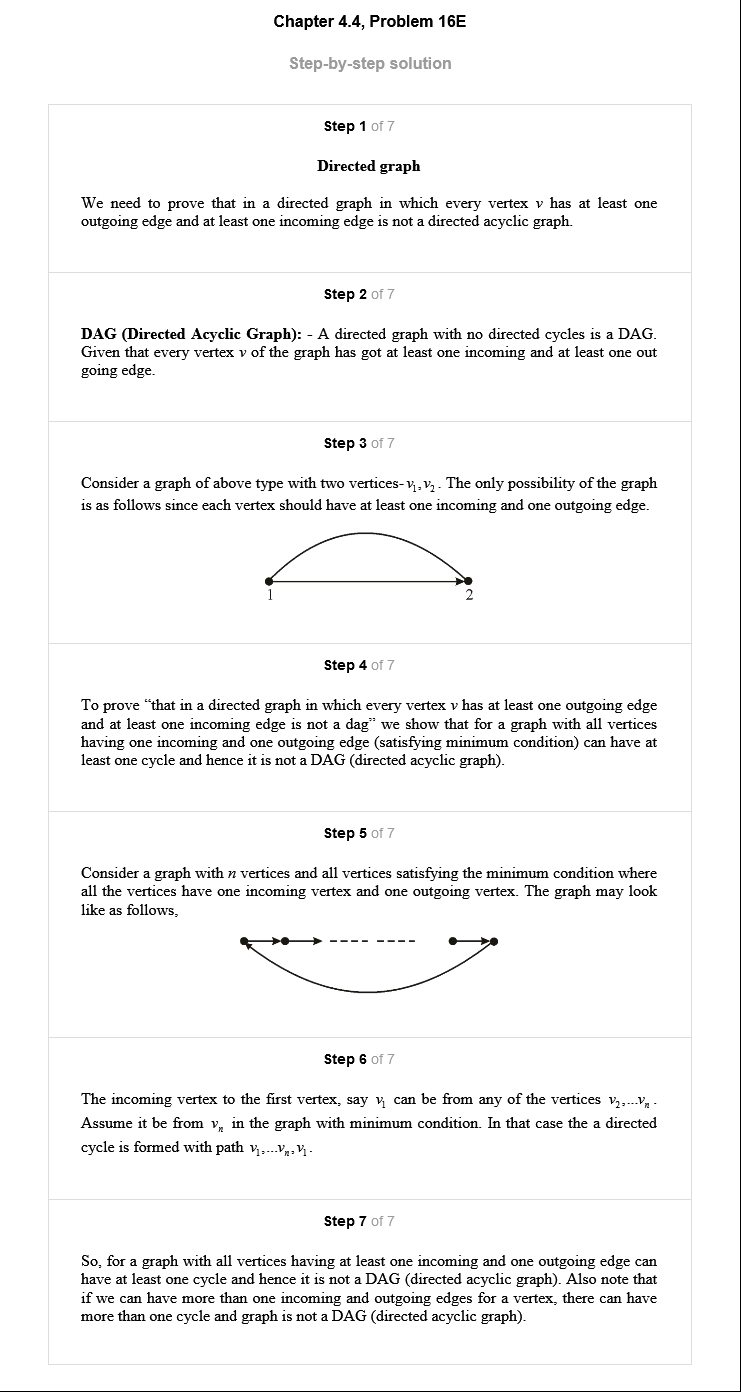 Chapter 4.4, Problem 16E
Step-by-step solution
Step 1 of 7
Directed graph
We need to prove that in a directed graph in which every vertex v has at least one
outgoing edge and at least one incoming edge is not a directed acyclic graph.
Step 2 of 7
DAG (Directed Acyclic Graph): - A directed graph with no directed cycles is a DAG.
Given that every vertex v of the graph has got at least one incoming and at least one out
going edge.
Step 3 of 7
Consider a graph of above type with two vertices- v₁, v₂ . The only possibility of the graph
is as follows since each vertex should have at least one incoming and one outgoing edge.
1 2
Step 4 of 7
To prove “that in a directed graph in which every vertex v has at least one outgoing edge
and at least one incoming edge is not a dag” we show that for a graph with all vertices
having one incoming and one outgoing edge (satisfying minimum condition) can have at
least one cycle and hence it is not a DAG (directed acyclic graph).
Step 5 of 7
Consider a graph with n vertices and all vertices satisfying the minimum condition where
all the vertices have one incoming vertex and one outgoing vertex. The graph may look
like as follows,
Step 6 of 7
The incoming vertex to the first vertex, say v₁ can be from any of the vertices v₂,...vₙ .
Assume it be from vₙ in the graph with minimum condition. In that case the a directed
cycle is formed with path v₁,...vₙ, v₁ .
Step 7 of 7
So, for a graph with all vertices having at least one incoming and one outgoing edge can
have at least one cycle and hence it is not a DAG (directed acyclic graph). Also note that
if we can have more than one incoming and outgoing edges for a vertex, there can have
more than one cycle and graph is not a DAG (directed acyclic graph).